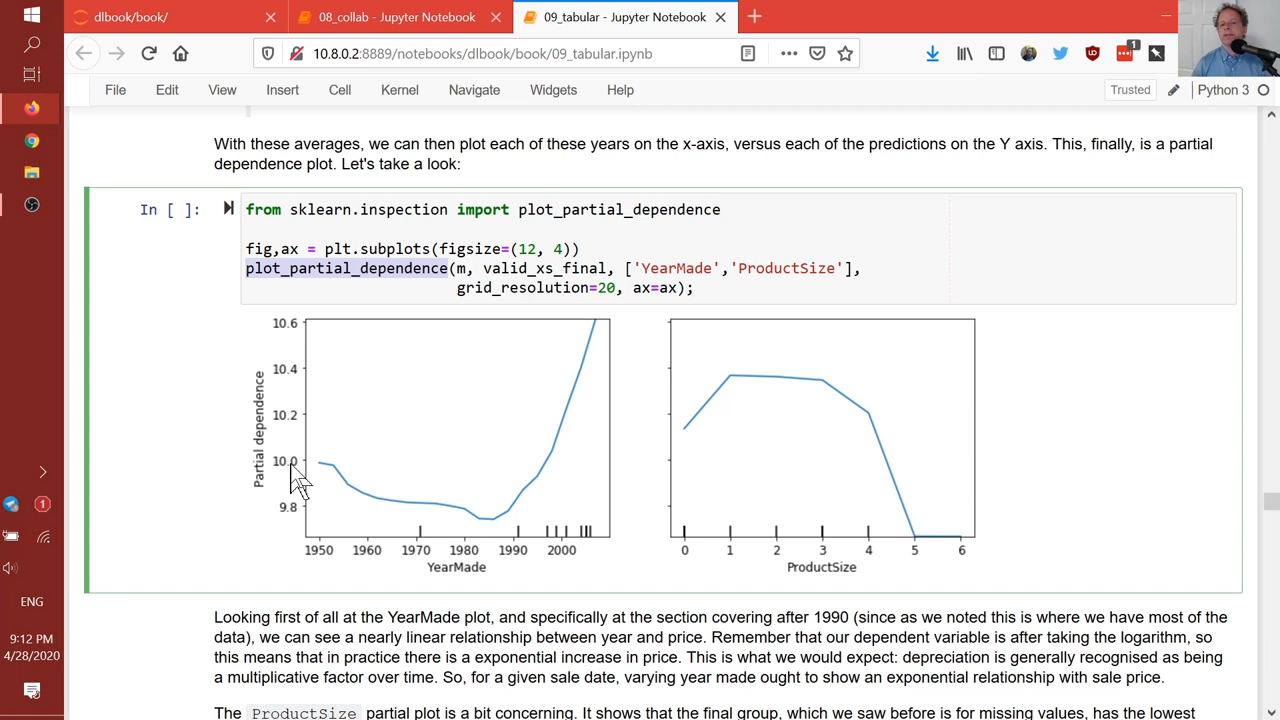 dlbook/book/
08_collab - Jupyter Notebook
09_tabular - Jupyter Notebook
10.8.0.2:8889/notebooks/dlbook/book/09_tabular.ipynb
1
File Edit View Insert Cell Kernel Navigate Widgets Help
Trusted
Python 3
With these averages, we can then plot each of these years on the x-axis, versus each of the predictions on the Y axis. This, finally, is a partial
dependence plot. Let's take a look:
In [ ]:
from sklearn.inspection import plot_partial_dependence
fig,ax = plt.subplots(figsize=(12, 4))
plot_partial_dependence(m, valid_xs_final, ['YearMade','ProductSize'],
grid_resolution=20, ax=ax);
10.6
10.4
10.2
10.0
9.8
Partial dependence
1950 1960 1970 1980 1990 2000
YearMade
0 1 2 3 4 5 6
ProductSize
Looking first of all at the YearMade plot, and specifically at the section covering after 1990 (since as we noted this is where we have most of the
data), we can see a nearly linear relationship between year and price. Remember that our dependent variable is after taking the logarithm, so
this means that in practice there is a exponential increase in price. This is what we would expect: depreciation is generally recognised as being
a multiplicative factor over time. So, for a given sale date, varying year made ought to show an exponential relationship with sale price.
The ProductSize partial plot is a bit concerning. It shows that the final group, which we saw before is for missing values, has the lowest
1
ENG
9:12 PM
4/28/2020